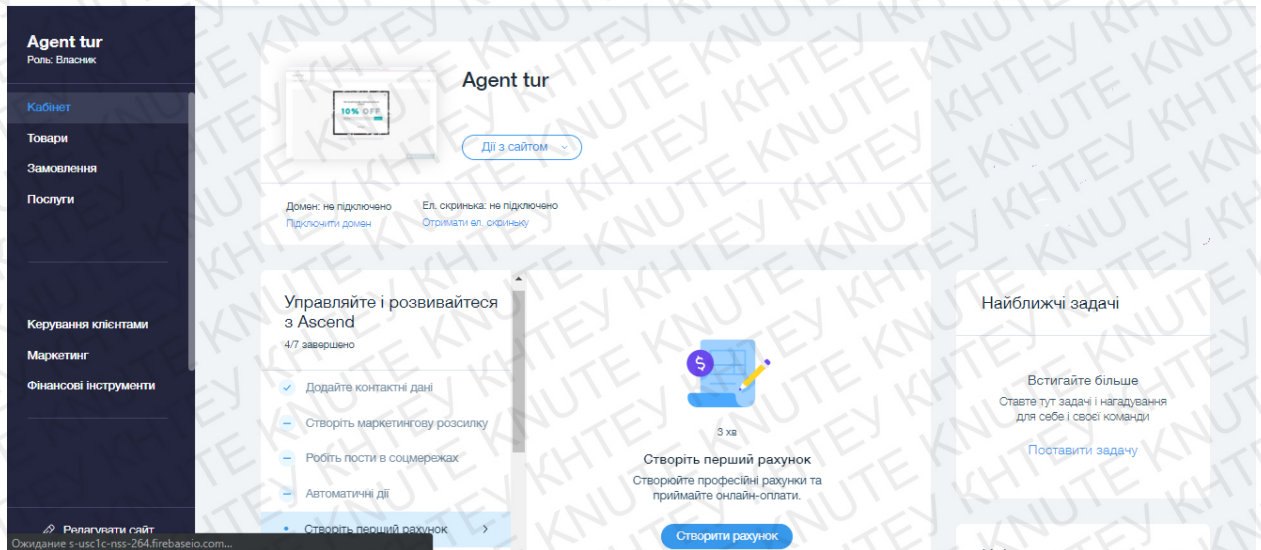 Agent tur
Роль: Власник
Кабінет
Товари
Замовлення
Послуги
Керування клієнтами
Маркетинг
Фінансові інструменти
Редагувати сайт
Ожидание s-usc1c-nss-264.firebaseio.com...
10% OFF
Agent tur
Дії з сайтом
Домен: не підключено
Підключити домен
Ел. скринька: не підключено
Отримати ел. скриньку
Управляйте і розвивайтеся
з Ascend
4/7 завершено
Додайте контактні дані
Створіть маркетингову розсилку
Робіть пости в соцмережах
Автоматичні дії
Створіть перший рахунок
3 хв
Створіть перший рахунок
Створюйте професійні рахунки та
приймайте онлайн-оплати.
Створити рахунок
Найближчі задачі
Встигайте більше
Ставте тут задачі і нагадування
для себе і своєї команди
Поставити задачу
KNUTE KHTEY